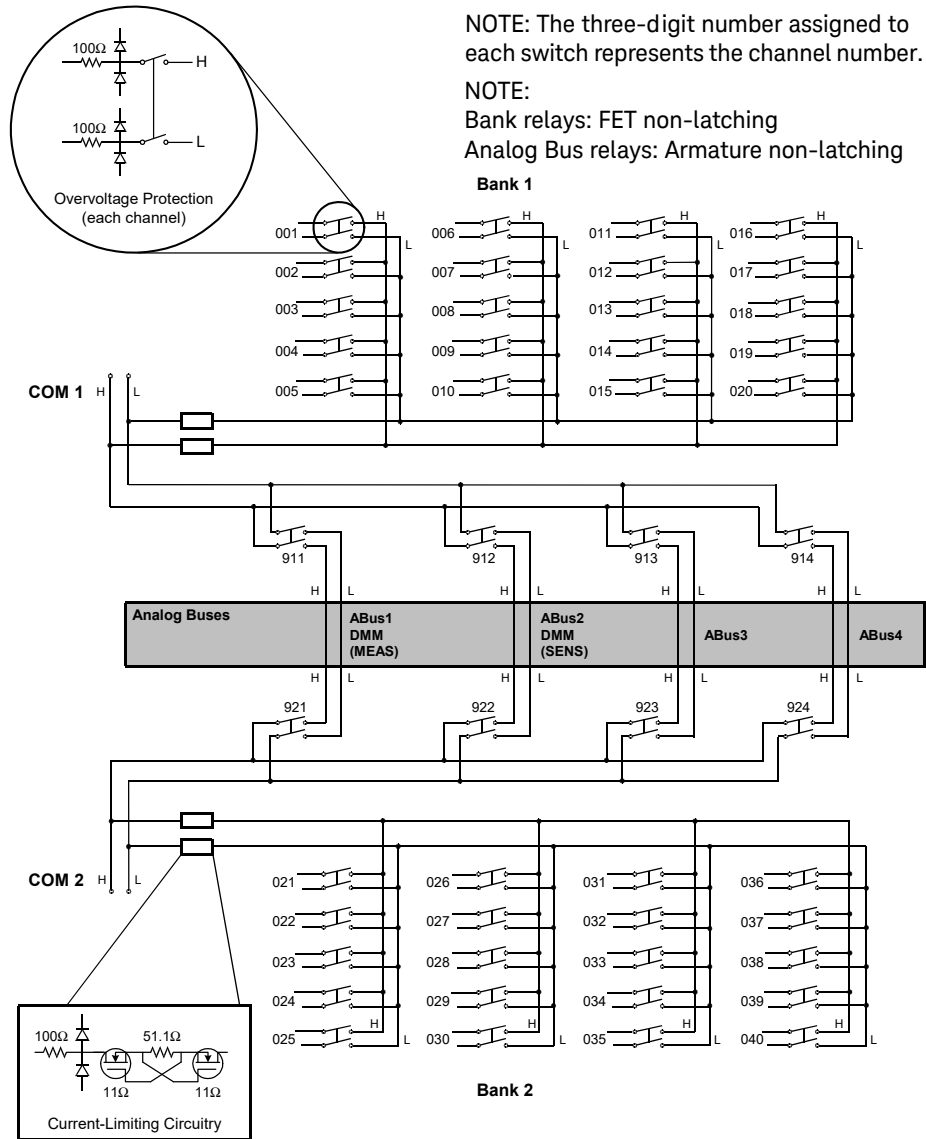 NOTE: The three-digit number assigned to
each switch represents the channel number.
NOTE:
Bank relays: FET non-latching
Analog Bus relays: Armature non-latching
100Ω
H
100Ω
L
Overvoltage Protection
(each channel)
Bank 1
H H H H
001 006 011 016
L L L L
002 007 012 017
003 008 013 018
004 009 014 019
005 010 015 020
COM 1 H L
911 912 913 914
H L H L H L H L
Analog Buses
ABus1
DMM
(MEAS)
ABus2
DMM
(SENS)
ABus3
ABus4
H L H L H L H L
921 922 923 924
COM 2 H L
021 026 031 036
022 027 032 037
023 028 033 038
024 029 034 039
H H H H
025 L 030 L 035 L 040 L
Bank 2
100Ω 51.1Ω
11Ω 11Ω
Current-Limiting Circuitry